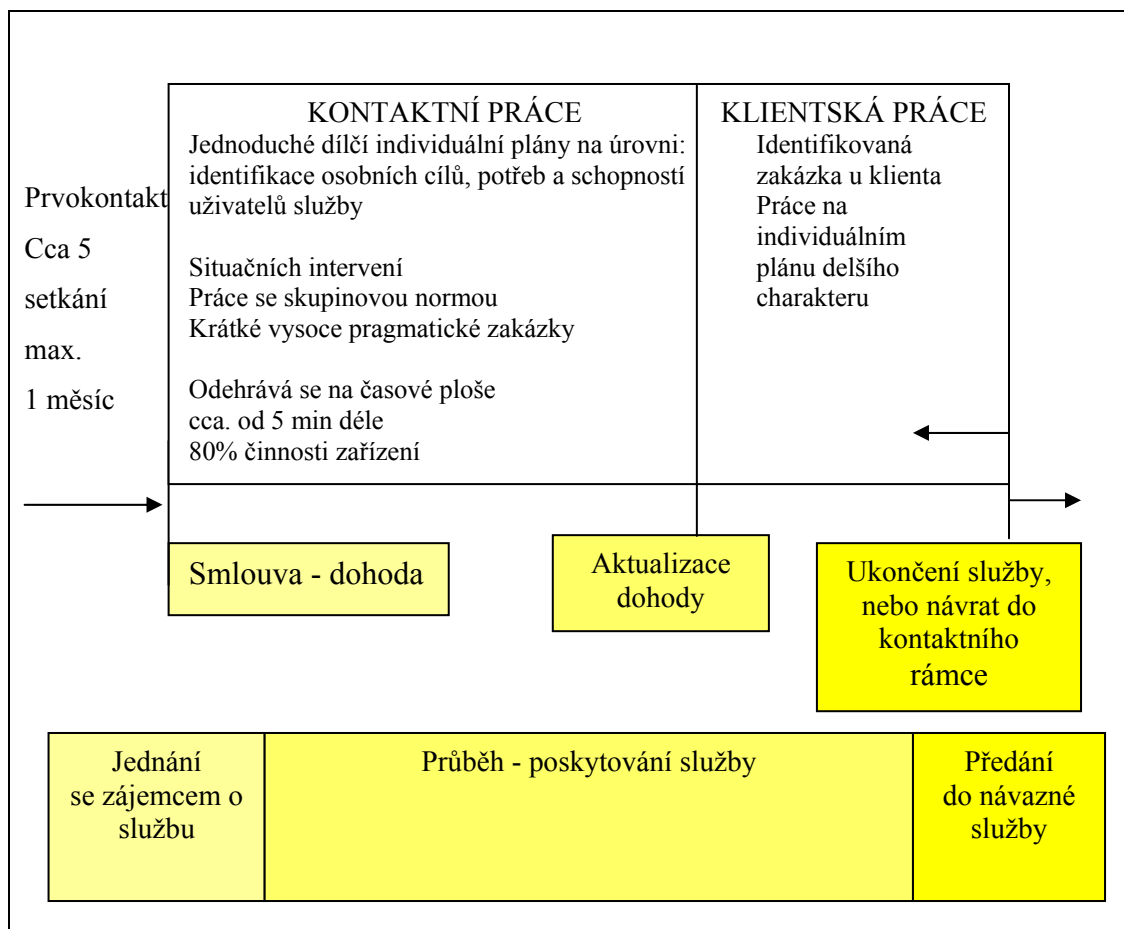 Prvokontakt
Cca 5
setkání
max.
1 měsíc
KONTAKTNÍ PRÁCE
Jednoduché dílčí individuální plány na úrovni:
identifikace osobních cílů, potřeb a schopností
uživatelů služby
Situačních intervení
Práce se skupinovou normou
Krátké vysoce pragmatické zakázky
Odehrává se na časové ploše
cca. od 5 min déle
80% činnosti zařízení
KLIENTSKÁ PRÁCE
Identifikovaná
zakázka u klienta
Práce na
individuálním
plánu delšího
charakteru
Smlouva - dohoda
Aktualizace
dohody
Ukončení služby,
nebo návrat do
kontaktního
rámce
Jednání
se zájemcem o
službu
Průběh - poskytování služby
Předání
do návazné
služby